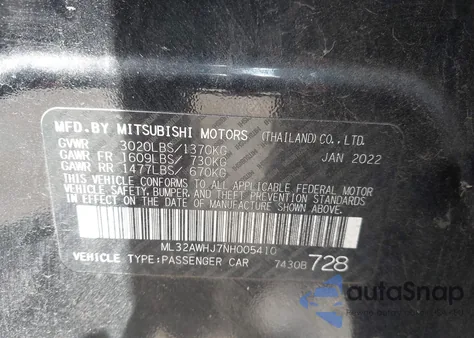 MFD.BY MITSUBISHI MOTORS (THAILAND)CO.,LTD.
GVWR 3020LBS/1370KG JAN 2022
GAWR FR 1609LBS/ 730KG
GAWR RR 1477LBS/ 670KG
THIS VEHICLE CONFORMS TO ALL APPLICABLE FEDERAL MOTOR
VEHICLE SAFETY, BUMPER, AND THEFT PREVENTION STANDARDS
IN EFFECT ON THE DATE OF MANUFACTURE SHOWN ABOVE.
ML32AWHJ7NH005410
VEHICLE TYPE:PASSENGER CAR 7430B 728
autoSnap